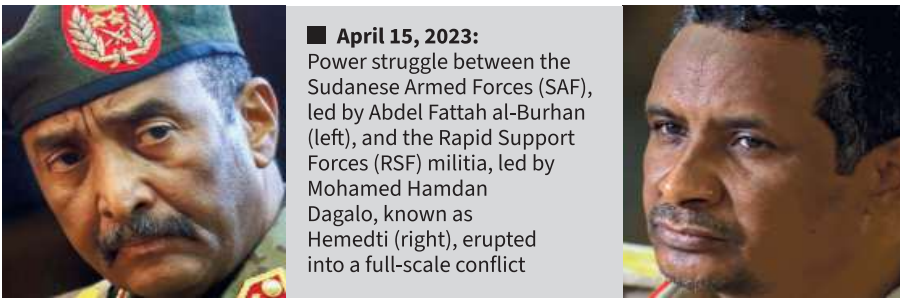 ■ April 15, 2023:
Power struggle between the
Sudanese Armed Forces (SAF),
led by Abdel Fattah al-Burhan
(left), and the Rapid Support
Forces (RSF) militia, led by
Mohamed Hamdan
Dagalo, known as
Hemedti (right), erupted
into a full-scale conflict